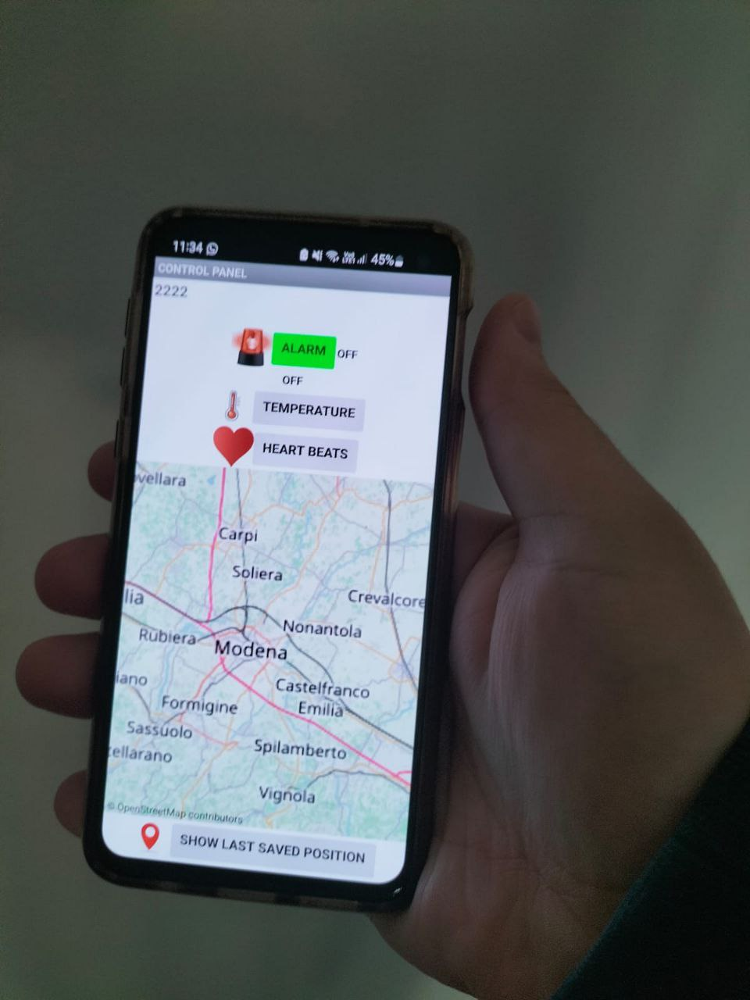 11:34 45%
CONTROL PANEL
2222
ALARM OFF
OFF
TEMPERATURE
HEART BEATS
vellara
Carpi
Soliera
Crevalcore
lia
Nonantola
Rubiera
Modena
iano
Castelfranco
Emilia
Formigine
Sassuolo
Spilamberto
ellarano
Vignola
© OpenStreetMap contributors
SHOW LAST SAVED POSITION